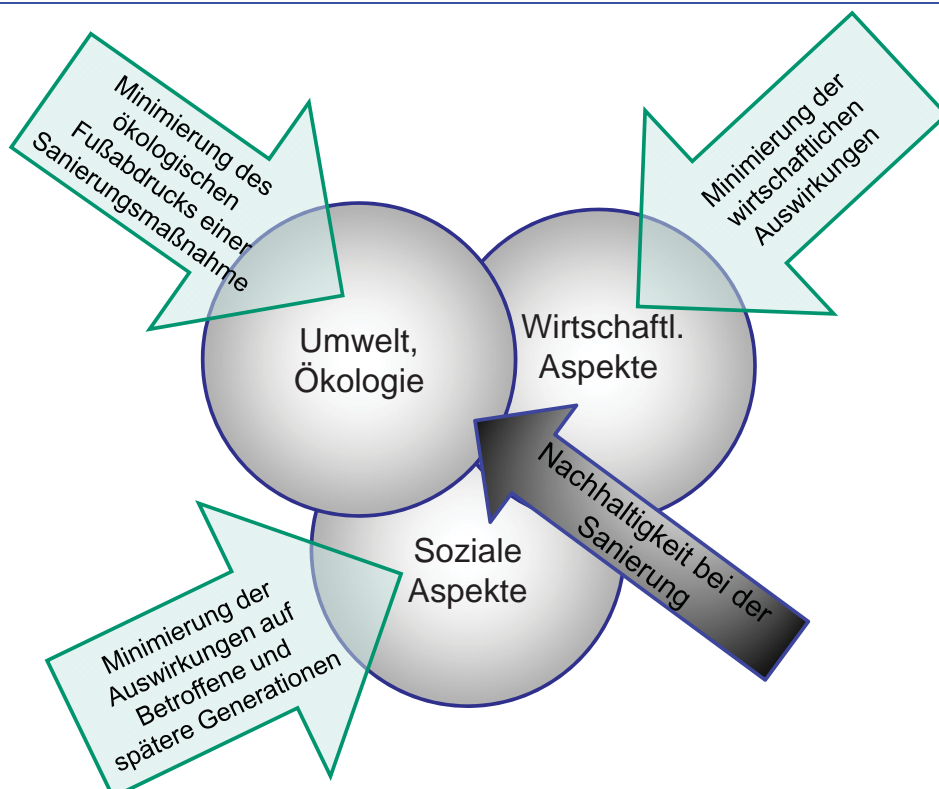 Minimierung des
ökologischen
Fußabdrucks einer
Sanierungsmaßnahme
Minimierung der
wirtschaftlichen
Auswirkungen
Umwelt,
Ökologie
Wirtschaftl.
Aspekte
Nachhaltigkeit bei der
Sanierung
Soziale
Aspekte
Minimierung der
Auswirkungen auf
Betroffene und
spätere Generationen